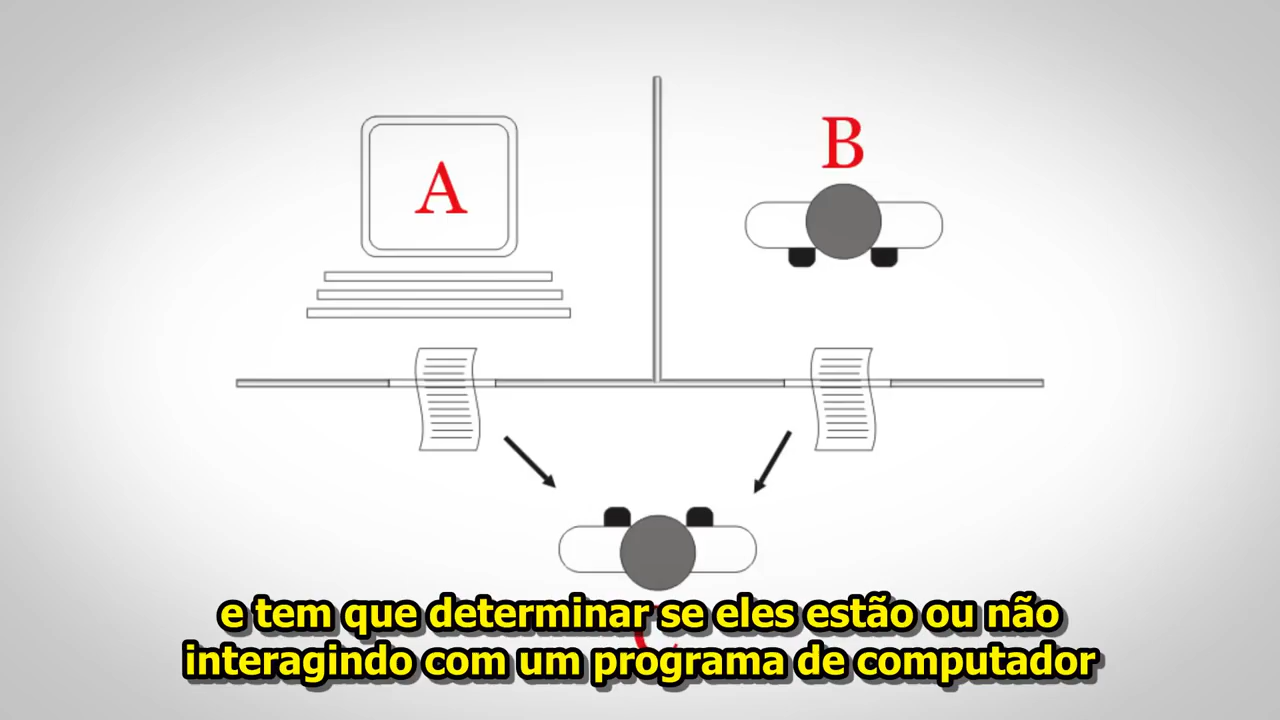 A
B
e tem que determinar se eles estão ou não
interagindo com um programa de computador